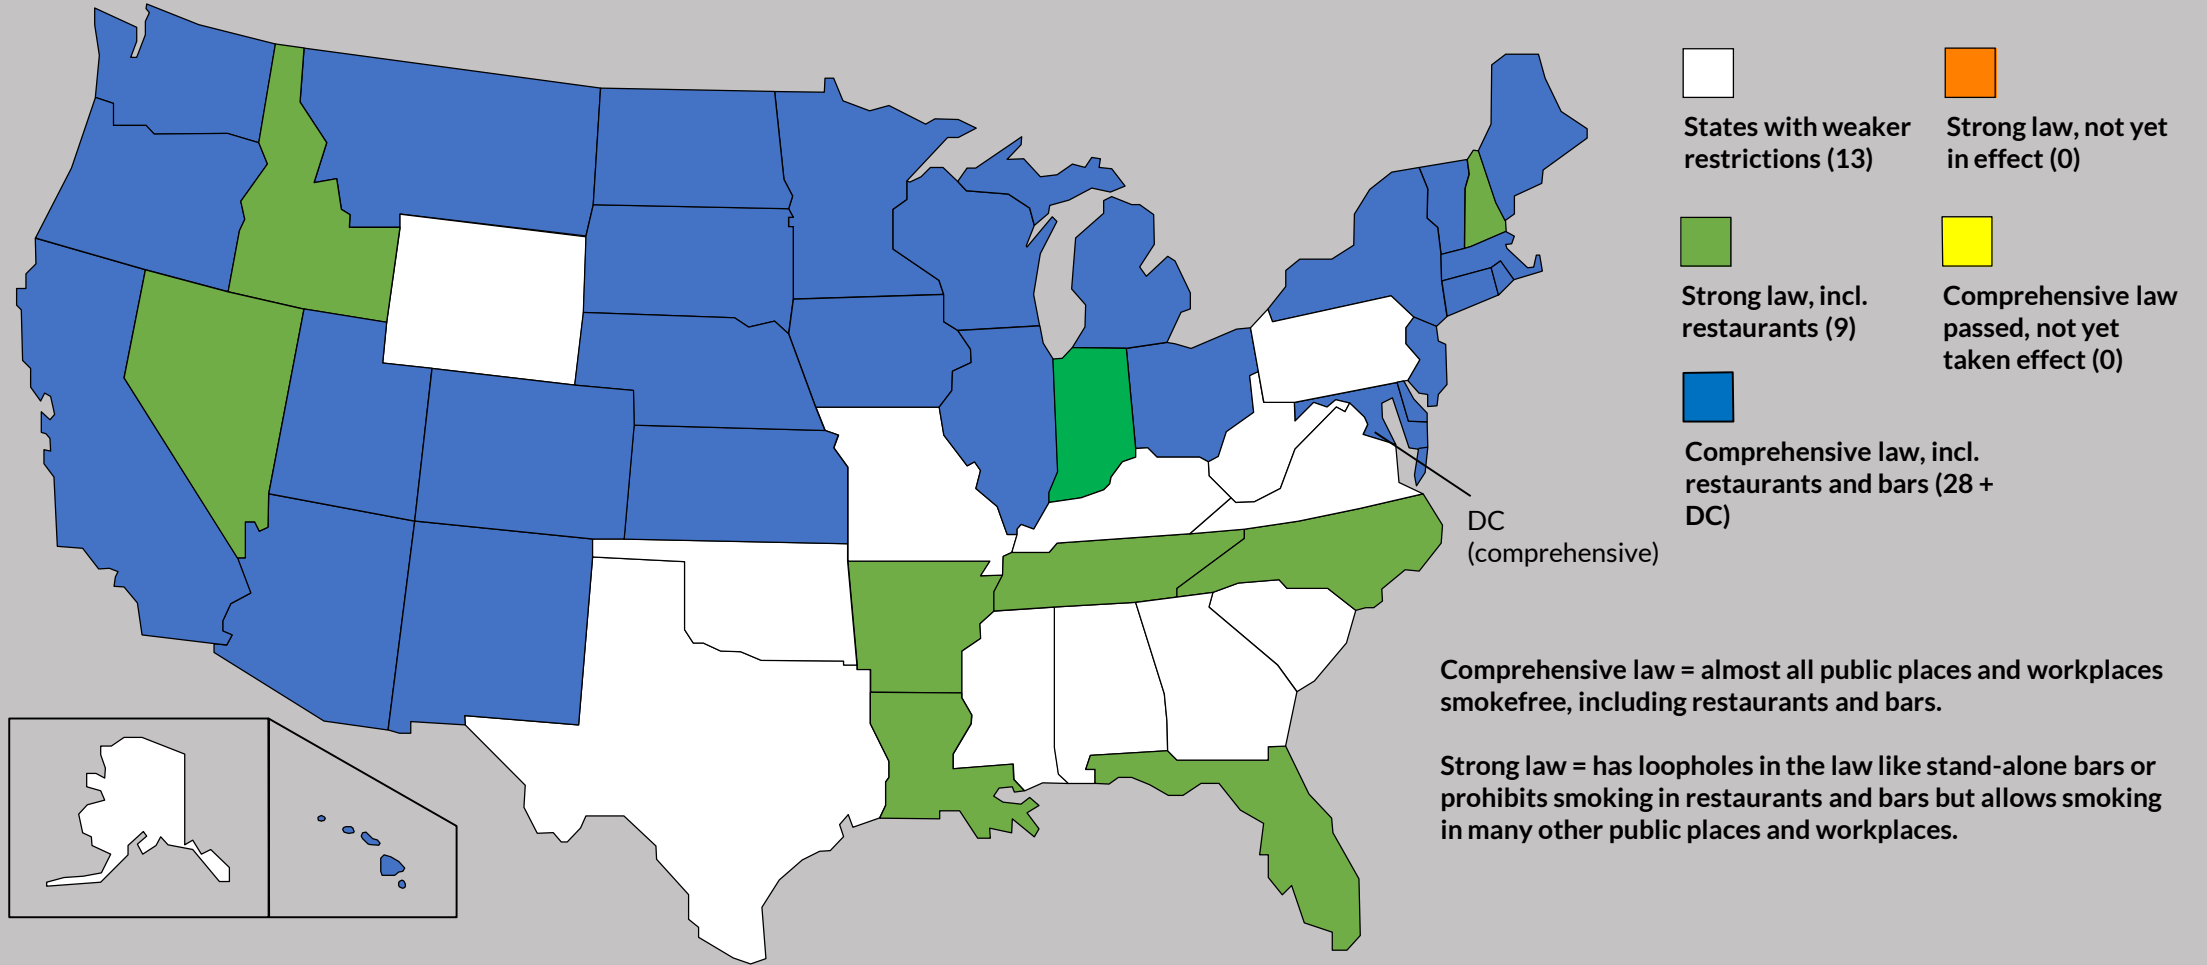 States with weaker
restrictions (13)
Strong law, not yet
in effect (0)
Strong law, incl.
restaurants (9)
Comprehensive law
passed, not yet
taken effect (0)
Comprehensive law, incl.
restaurants and bars (28 +
DC)
DC
(comprehensive)
Comprehensive law = almost all public places and workplaces
smokefree, including restaurants and bars.
Strong law = has loopholes in the law like stand-alone bars or
prohibits smoking in restaurants and bars but allows smoking
in many other public places and workplaces.